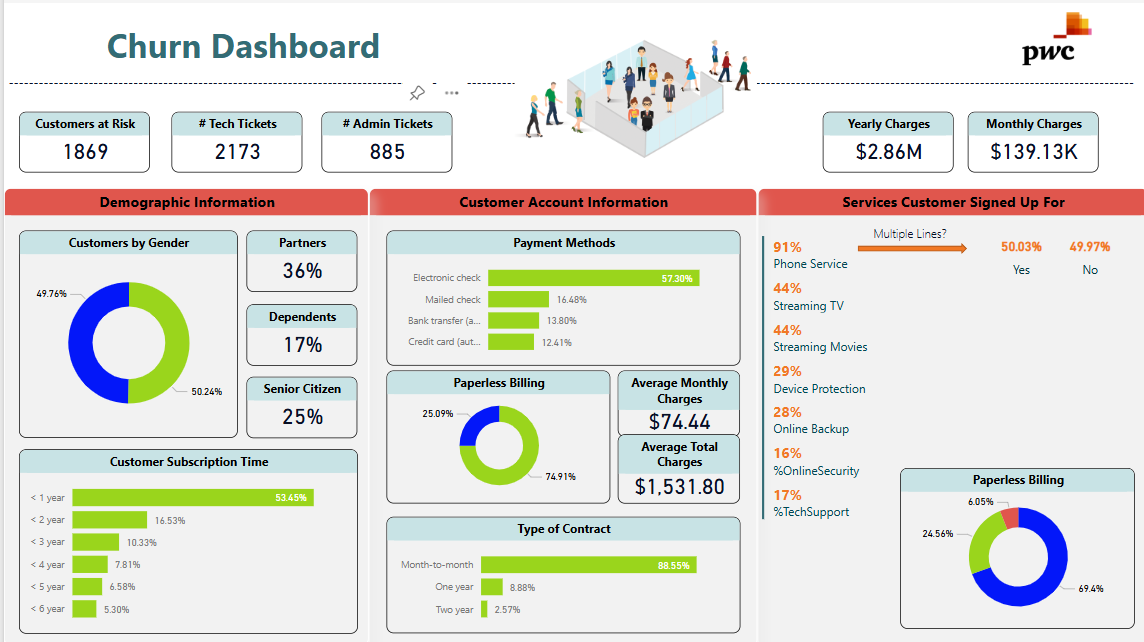 Churn Dashboard
pwc
Customers at Risk
1869
# Tech Tickets
2173
# Admin Tickets
885
Yearly Charges
$2.86M
Monthly Charges
$139.13K
Demographic Information
Customers by Gender
49.76%
50.24%
Partners
36%
Dependents
17%
Senior Citizen
25%
Customer Subscription Time
< 1 year 53.45%
< 2 year 16.53%
< 3 year 10.33%
< 4 year 7.81%
< 5 year 6.58%
< 6 year 5.30%
Customer Account Information
Payment Methods
Electronic check 57.30%
Mailed check 16.48%
Bank transfer (a... 13.80%
Credit card (aut... 12.41%
Paperless Billing
25.09%
74.91%
Average Monthly
Charges
$74.44
Average Total
Charges
$1,531.80
Type of Contract
Month-to-month 88.55%
One year 8.88%
Two year 2.57%
Services Customer Signed Up For
91%
Phone Service
Multiple Lines?
50.03% 49.97%
Yes No
44%
Streaming TV
44%
Streaming Movies
29%
Device Protection
28%
Online Backup
16%
%OnlineSecurity
17%
%TechSupport
Paperless Billing
6.05%
24.56%
69.4%